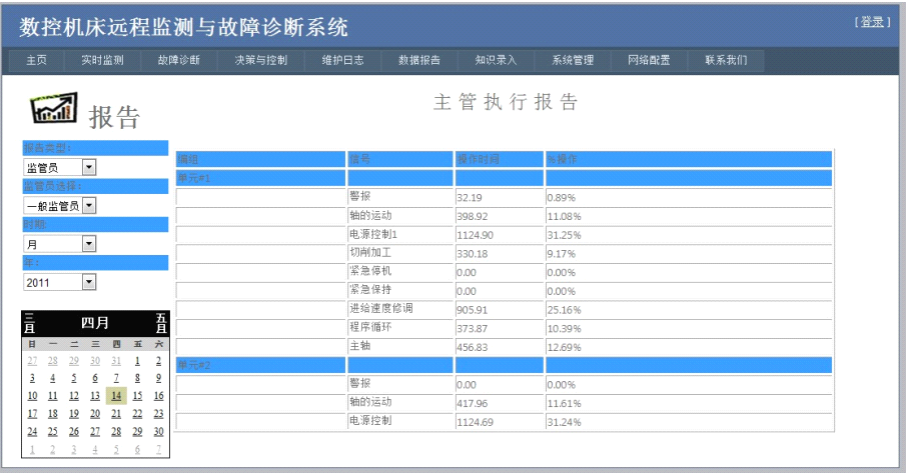 数控机床远程监测与故障诊断系统
[ 登录 ]
主页 实时监测 故障诊断 决策与控制 维护日志 数据报告 知识录入 系统管理 网络配置 联系我们
报告
主管执行报告
报告类型:
监管员
监管员选择:
一般监管员
时期:
月
年:
2011
三月 四月 五月
日 一 二 三 四 五 六
27 28 29 30 31 1 2
3 4 5 6 7 8 9
10 11 12 13 14 15 16
17 18 19 20 21 22 23
24 25 26 27 28 29 30
1 2 3 4 5 6 7
编组 信号 操作时间 %操作
单元#1
警报 32.19 0.89%
轴的运动 398.92 11.08%
电源控制1 1124.90 31.25%
切削加工 330.18 9.17%
紧急停机 0.00 0.00%
紧急保持 0.00 0.00%
进给速度修调 905.91 25.16%
程序循环 373.87 10.39%
主轴 456.83 12.69%
单元#2
警报 0.00 0.00%
轴的运动 417.96 11.61%
电源控制 1124.69 31.24%